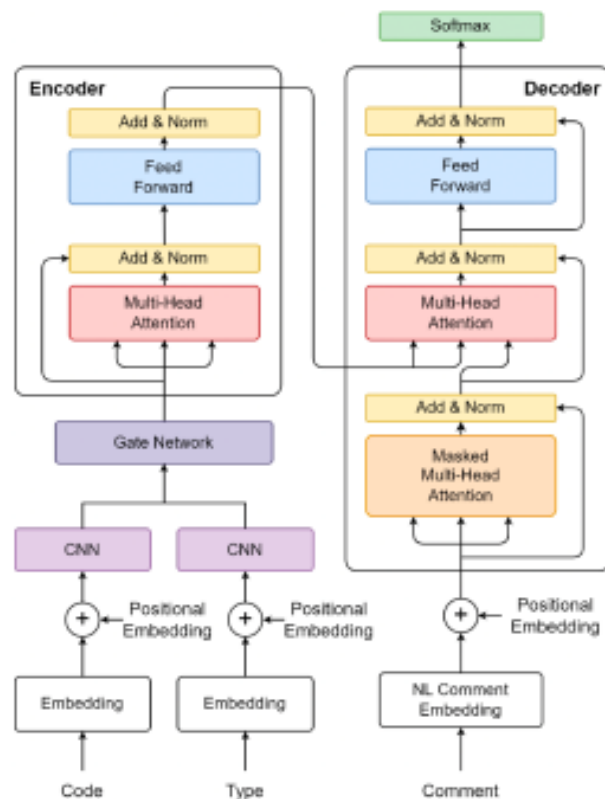 Softmax
Encoder
Decoder
Add & Norm
Add & Norm
Feed
Forward
Feed
Forward
Add & Norm
Add & Norm
Multi-Head
Attention
Multi-Head
Attention
Add & Norm
Gate Network
Masked
Multi-Head
Attention
CNN
CNN
+
Positional
Embedding
+
Positional
Embedding
+
Positional
Embedding
Embedding
Embedding
NL Comment
Embedding
Code
Type
Comment